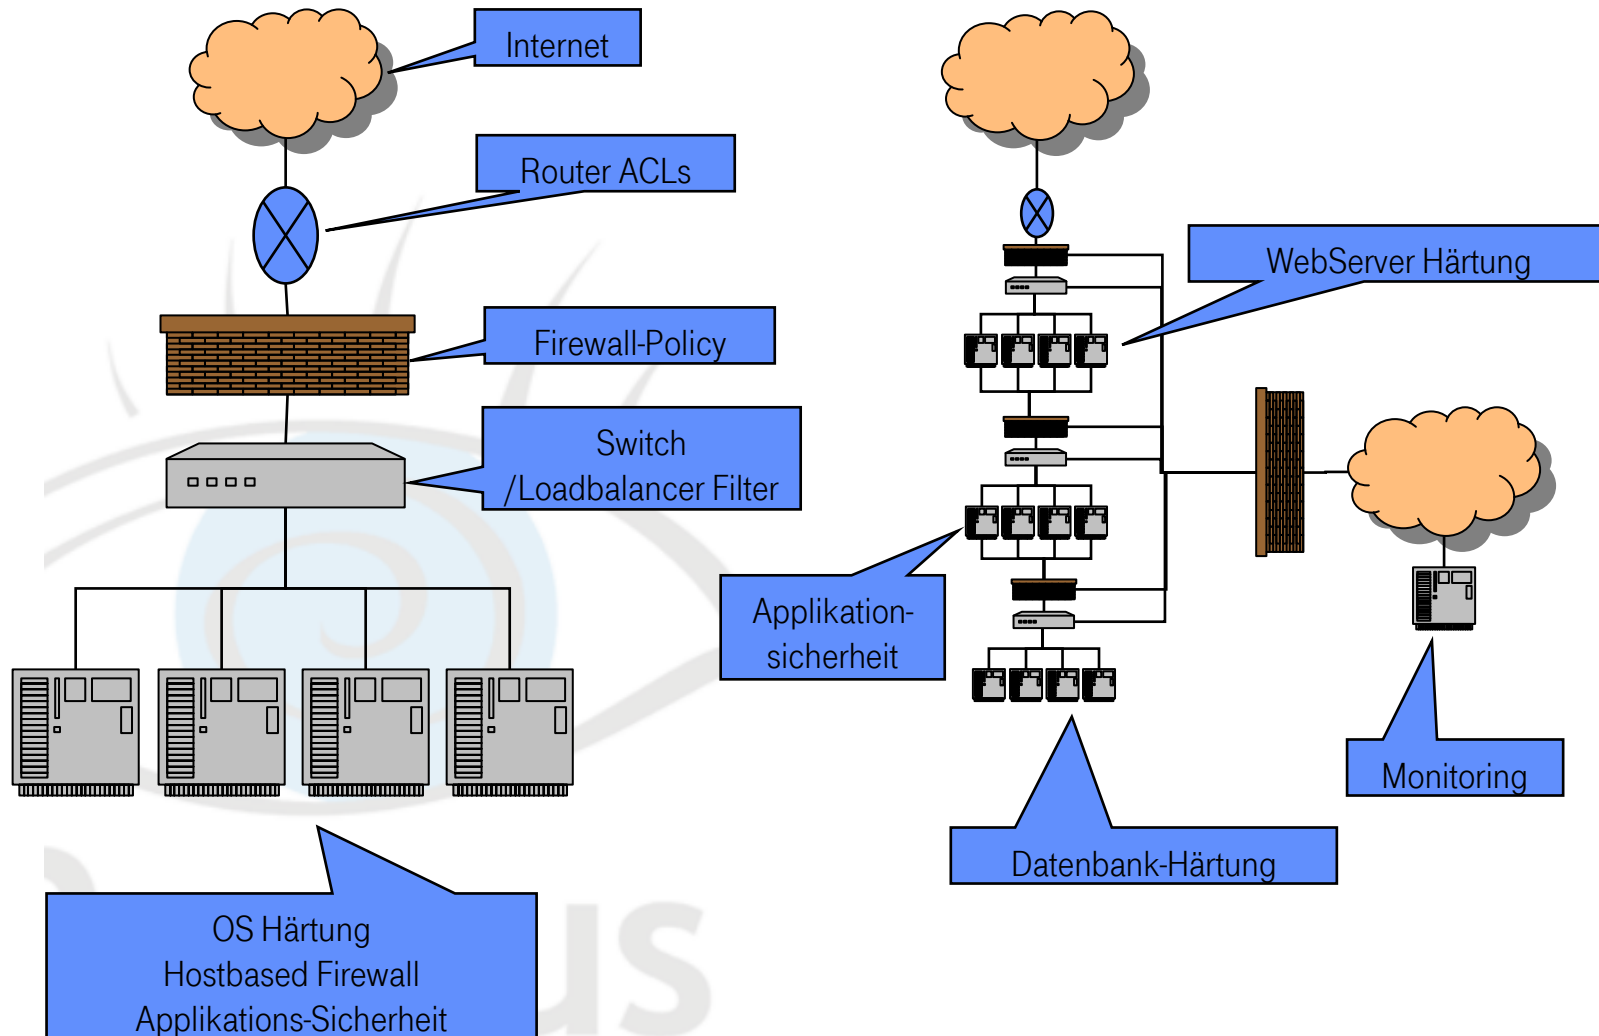 Internet
Router ACLs
Firewall-Policy
Switch
/Loadbalancer Filter
OS Härtung
Hostbased Firewall
Applikations-Sicherheit
WebServer Härtung
Applikation-
sicherheit
Datenbank-Härtung
Monitoring
us